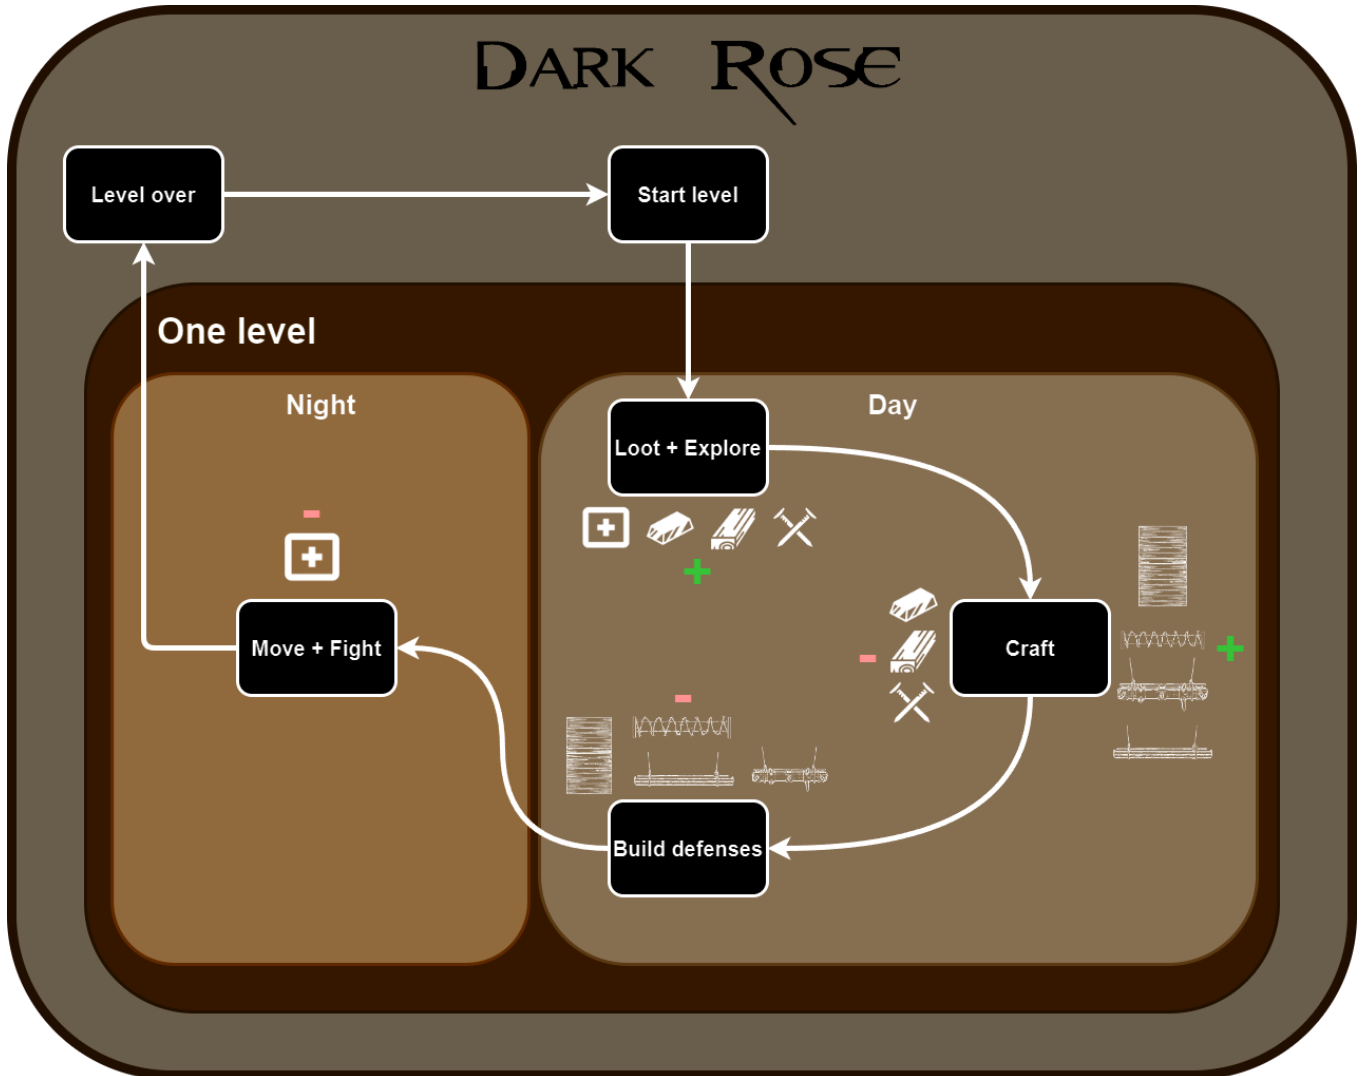 Dark Rose
Level over
Start level
One level
Night
Day
Loot + Explore
+
-
Move + Fight
-
Craft
+
-
Build defenses